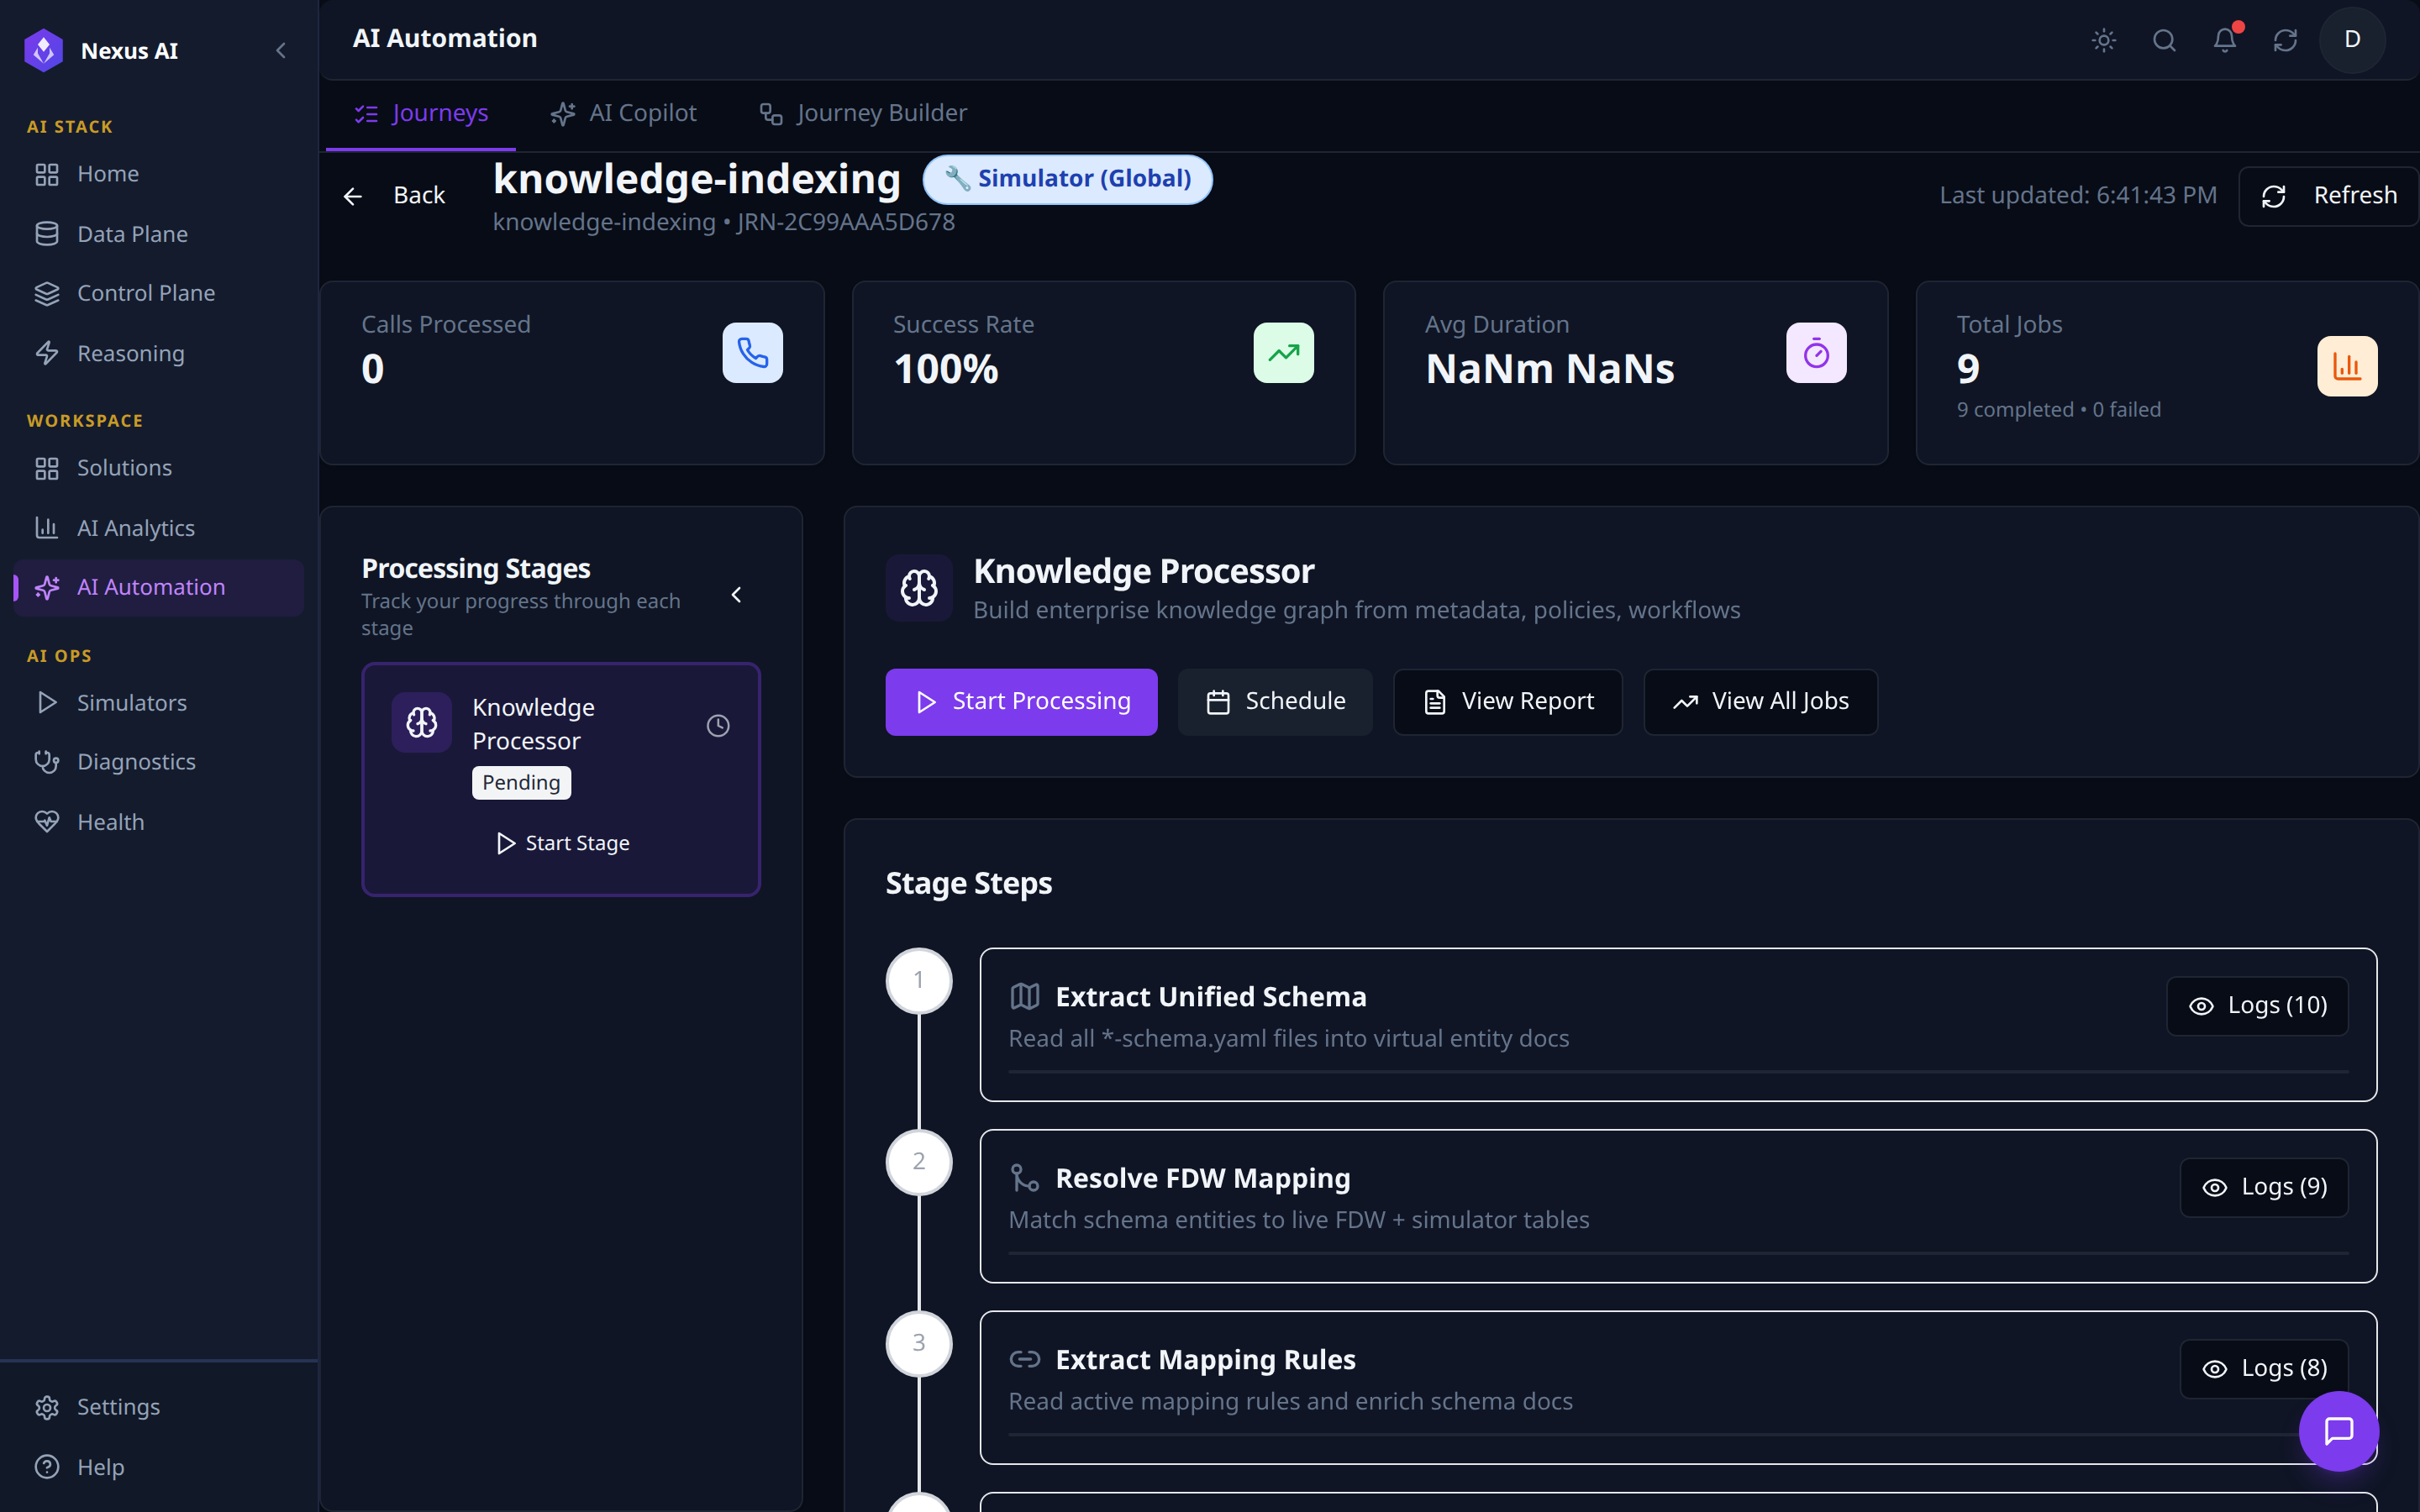 Nexus AI
AI STACK
Home
Data Plane
Control Plane
Reasoning
WORKSPACE
Solutions
AI Analytics
AI Automation
AI OPS
Simulators
Diagnostics
Health
Settings
Help
AI Automation
D
Journeys
AI Copilot
Journey Builder
Back
knowledge-indexing
🔧 Simulator (Global)
knowledge-indexing • JRN-2C99AAA5D678
Last updated: 6:41:43 PM
Refresh
Calls Processed
0
Success Rate
100%
Avg Duration
NaNm NaNs
Total Jobs
9
9 completed • 0 failed
Processing Stages
Track your progress through each
stage
Knowledge
Processor
Pending
Start Stage
Knowledge Processor
Build enterprise knowledge graph from metadata, policies, workflows
Start Processing
Schedule
View Report
View All Jobs
Stage Steps
1
Extract Unified Schema
Read all *-schema.yaml files into virtual entity docs
Logs (10)
2
Resolve FDW Mapping
Match schema entities to live FDW + simulator tables
Logs (9)
3
Extract Mapping Rules
Read active mapping rules and enrich schema docs
Logs (8)